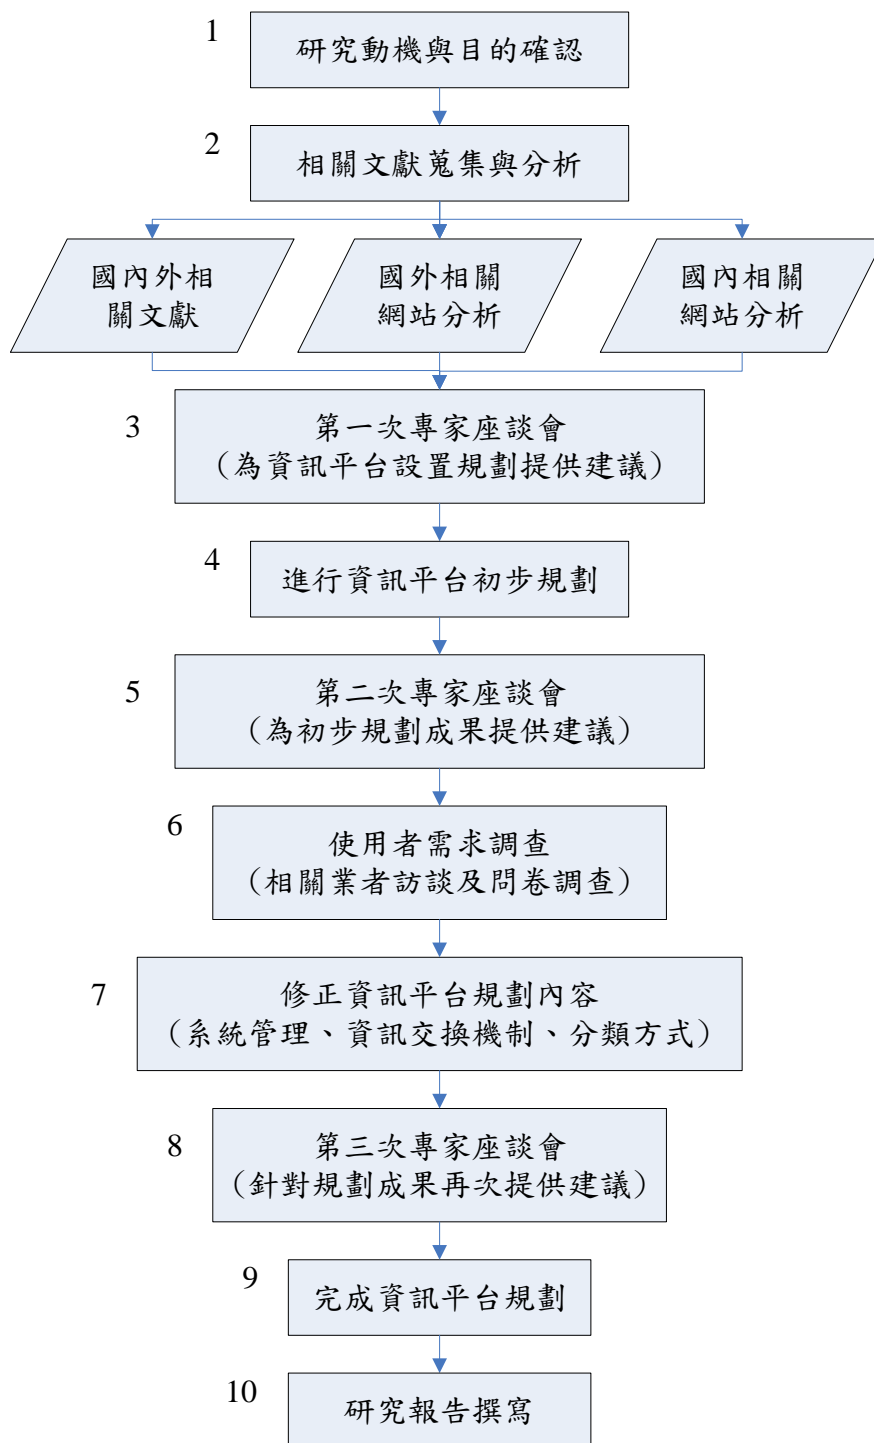 1
研究動機與目的確認
2
相關文獻蒐集與分析
國內外相
關文獻
國外相關
網站分析
國內相關
網站分析
3
第一次專家座談會
（為資訊平台設置規劃提供建議）
4
進行資訊平台初步規劃
5
第二次專家座談會
（為初步規劃成果提供建議）
6
使用者需求調查
（相關業者訪談及問卷調查）
7
修正資訊平台規劃內容
（系統管理、資訊交換機制、分類方式）
8
第三次專家座談會
（針對規劃成果再次提供建議）
9
完成資訊平台規劃
10
研究報告撰寫